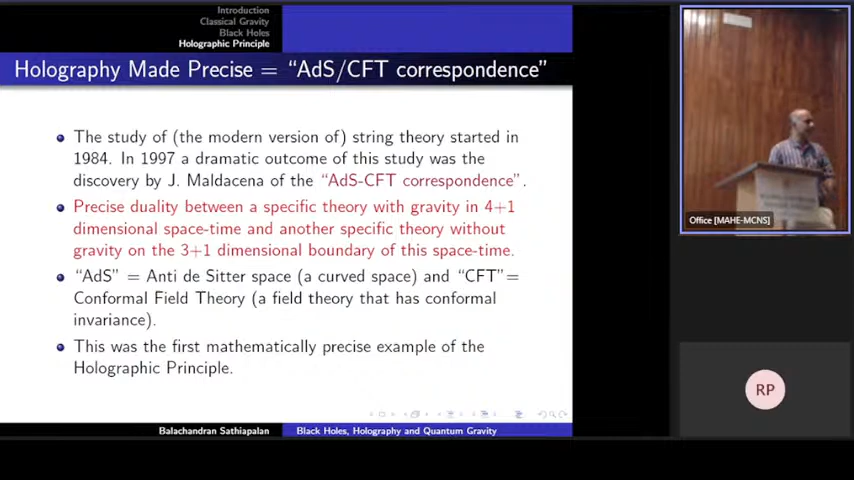 Introduction
Classical Gravity
Black Holes
Holographic Principle
Holography Made Precise = “AdS/CFT correspondence”
The study of (the modern version of) string theory started in
1984. In 1997 a dramatic outcome of this study was the
discovery by J. Maldacena of the “AdS-CFT correspondence”.
Precise duality between a specific theory with gravity in 4+1
dimensional space-time and another specific theory without
gravity on the 3+1 dimensional boundary of this space-time.
“AdS” = Anti de Sitter space (a curved space) and “CFT”=
Conformal Field Theory (a field theory that has conformal
invariance).
This was the first mathematically precise example of the
Holographic Principle.
Balachandran Sathiapalan
Black Holes, Holography and Quantum Gravity
Office [MAHE-MCNS]
RP